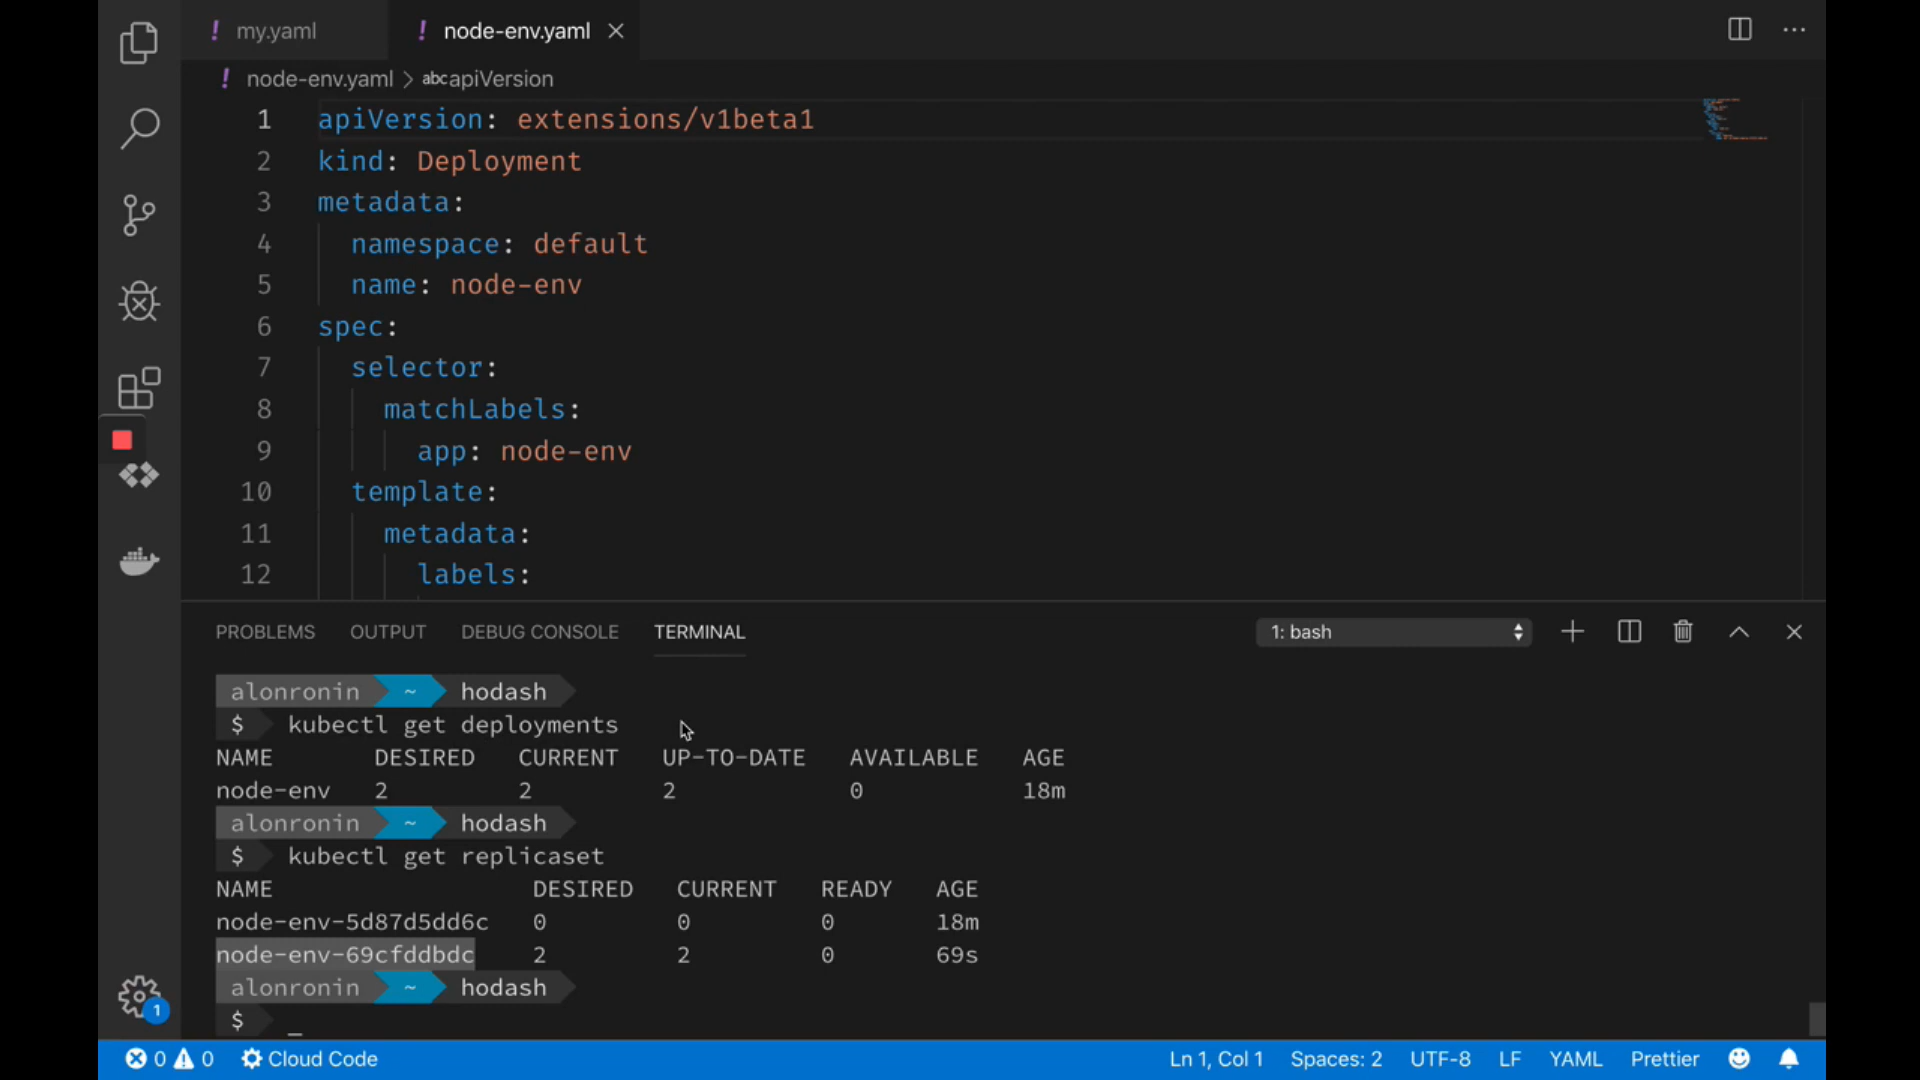 my.yaml node-env.yaml
node-env.yaml > abc apiVersion
1 apiVersion: extensions/v1beta1
2 kind: Deployment
3 metadata:
4 namespace: default
5 name: node-env
6 spec:
7 selector:
8 matchLabels:
9 app: node-env
10 template:
11 metadata:
12 labels:
PROBLEMS OUTPUT DEBUG CONSOLE TERMINAL 1: bash
alonronin ~ hodash
$ kubectl get deployments
NAME DESIRED CURRENT UP-TO-DATE AVAILABLE AGE
node-env 2 2 2 0 18m
alonronin ~ hodash
$ kubectl get replicaset
NAME DESIRED CURRENT READY AGE
node-env-5d87d5dd6c 0 0 0 18m
node-env-69cfddbdc 2 2 0 69s
alonronin ~ hodash
$ _
1
0 0 Cloud Code Ln 1, Col 1 Spaces: 2 UTF-8 LF YAML Prettier